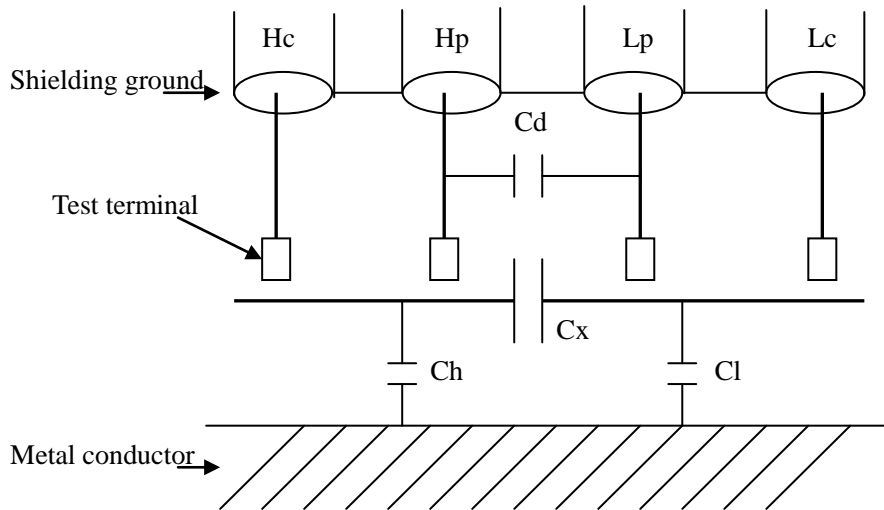 Hc Hp Lp Lc
Shielding ground
Cd
Test terminal
Cx
Ch Cl
Metal conductor